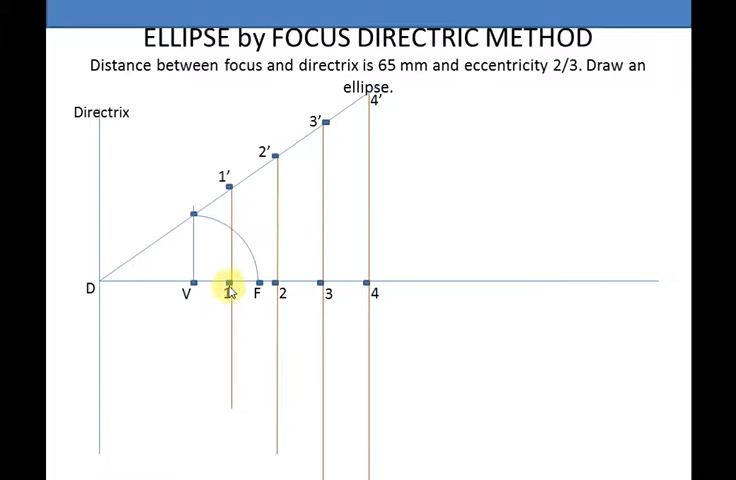 ELLIPSE by FOCUS DIRECTRIC METHOD
Distance between focus and directrix is 65 mm and eccentricity 2/3. Draw an
ellipse.
4’
Directrix
3’
2’
1’
D
V
1
F
2
3
4